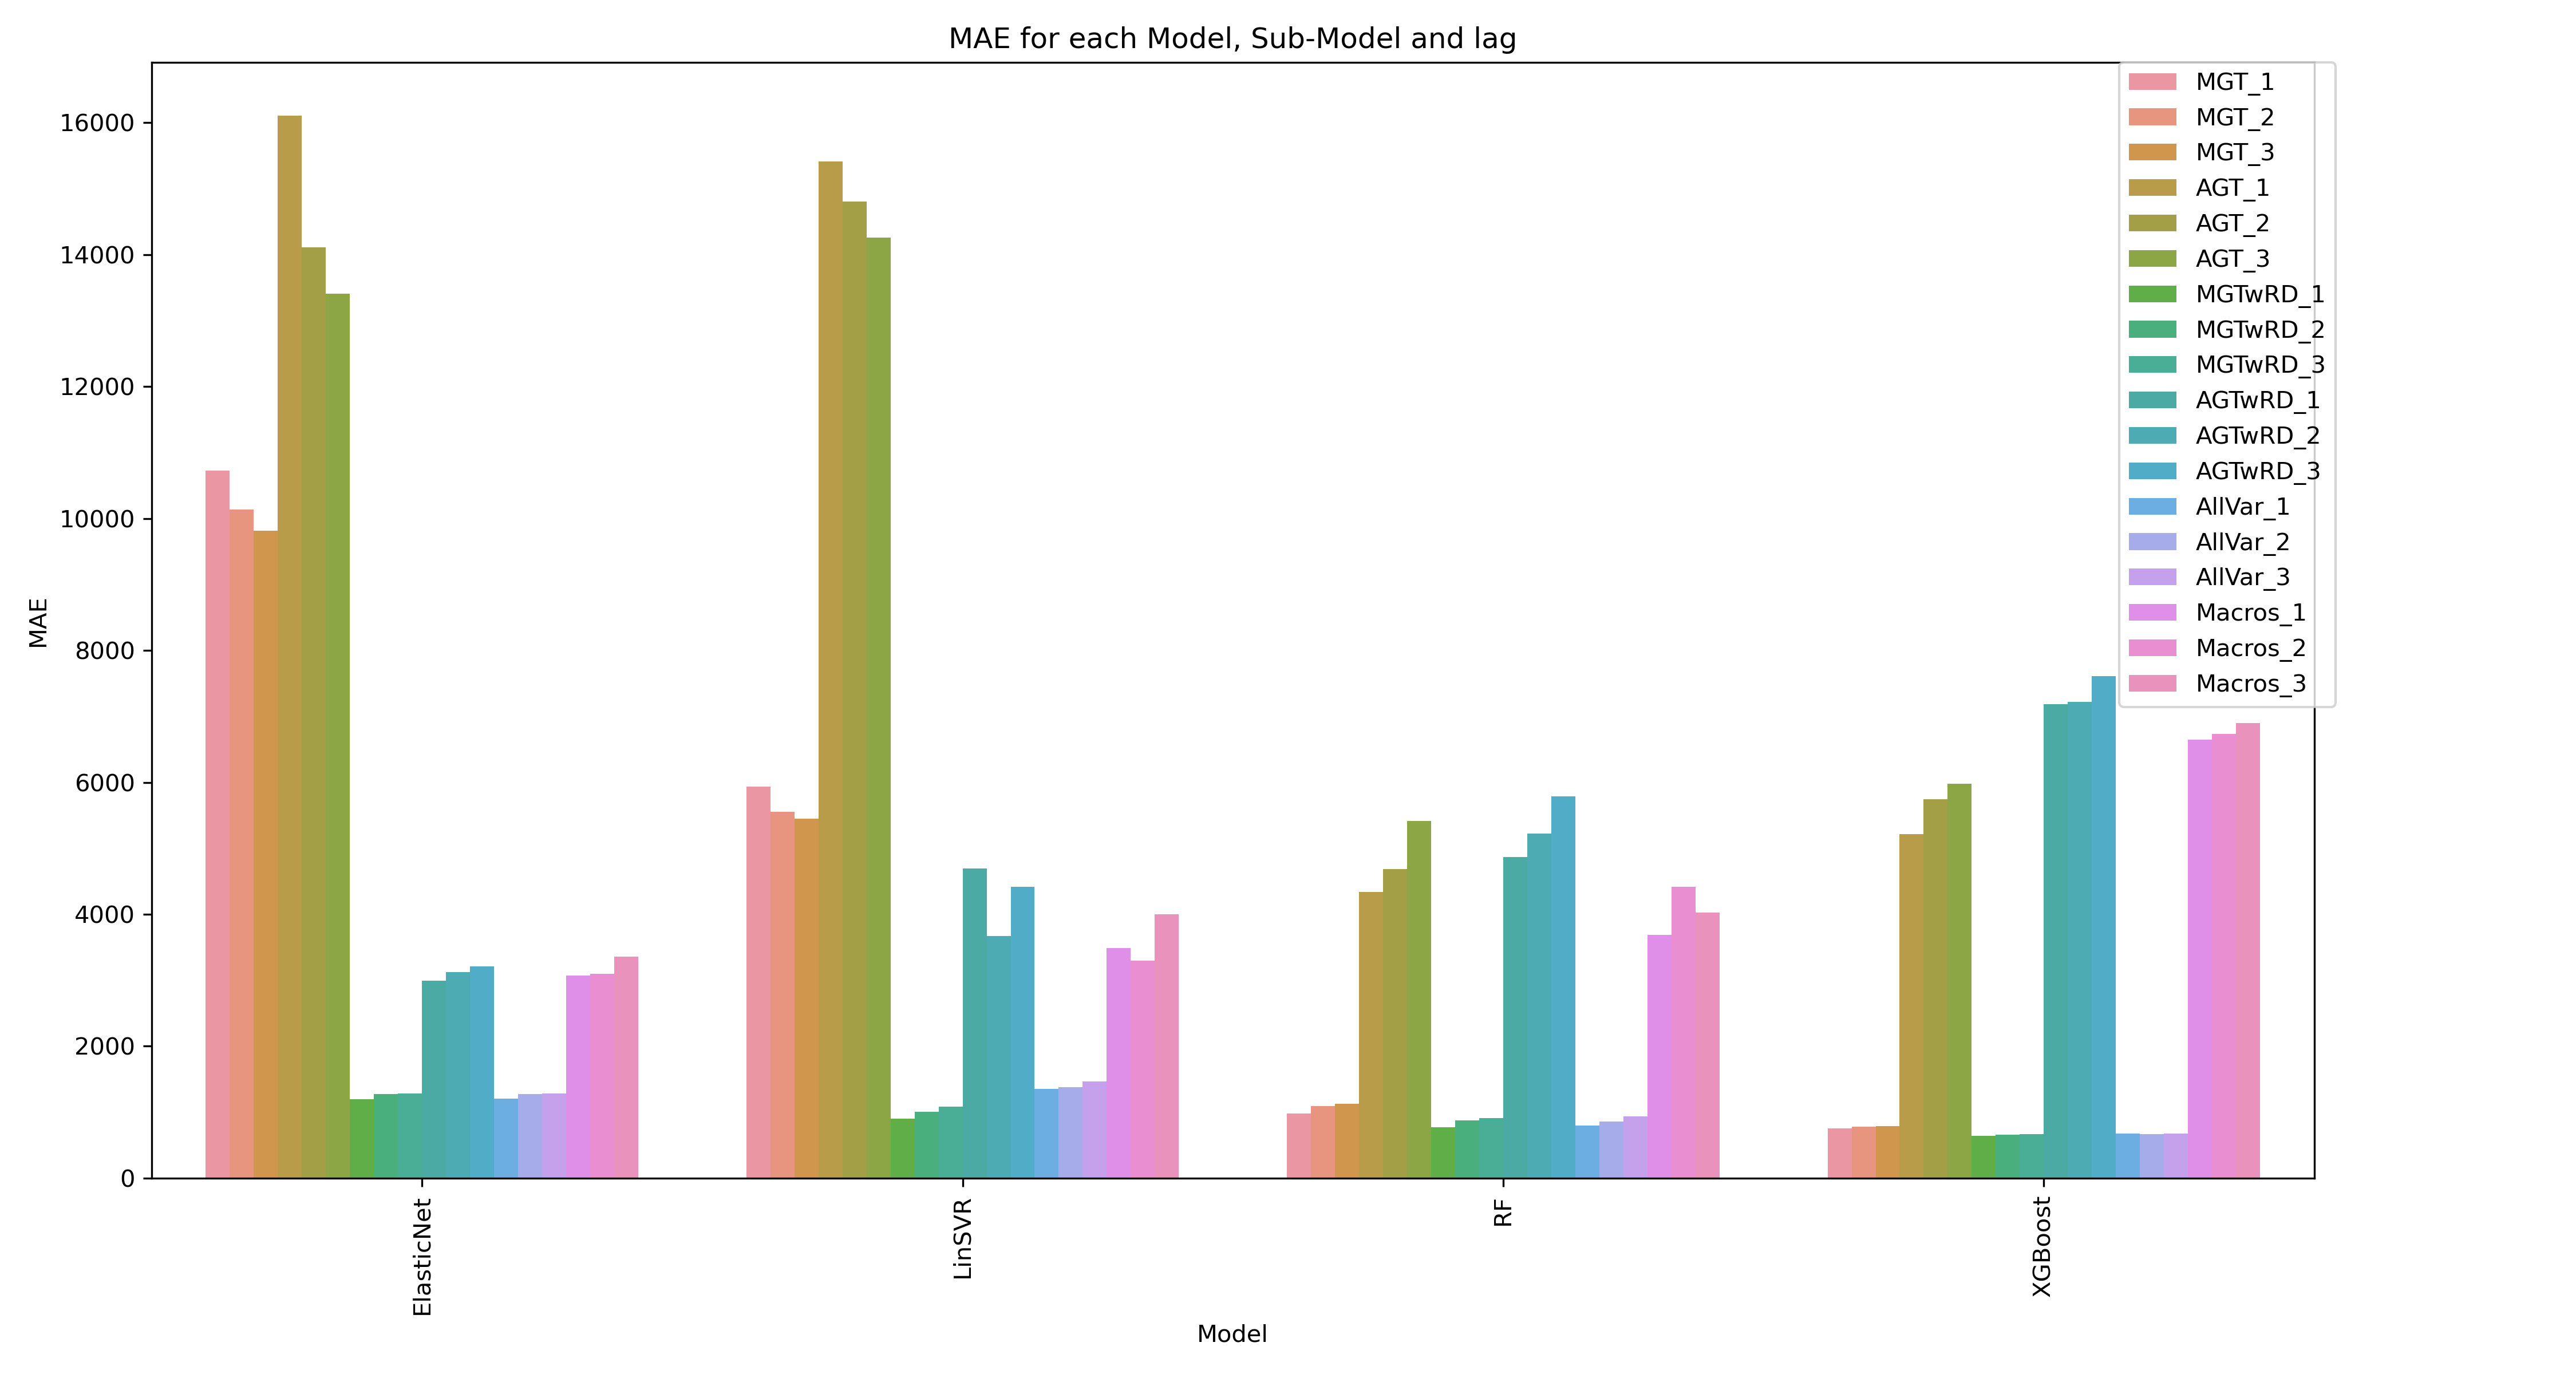 MAE for each Model, Sub-Model and lag
MAE
16000
14000
12000
10000
8000
6000
4000
2000
0
MGT_1
MGT_2
MGT_3
AGT_1
AGT_2
AGT_3
MGTwRD_1
MGTwRD_2
MGTwRD_3
AGTwRD_1
AGTwRD_2
AGTwRD_3
AllVar_1
AllVar_2
AllVar_3
Macros_1
Macros_2
Macros_3
ElasticNet
LinSVR
RF
XGBoost
Model